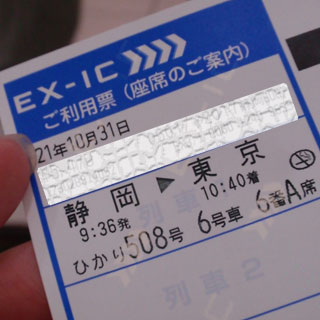 EX-IC
ご利用票(座席のご案内)
21年10月31日
静岡 ▶ 東京
9:36発 10:40着
ひかり508号 6号車 6番A席
列車2